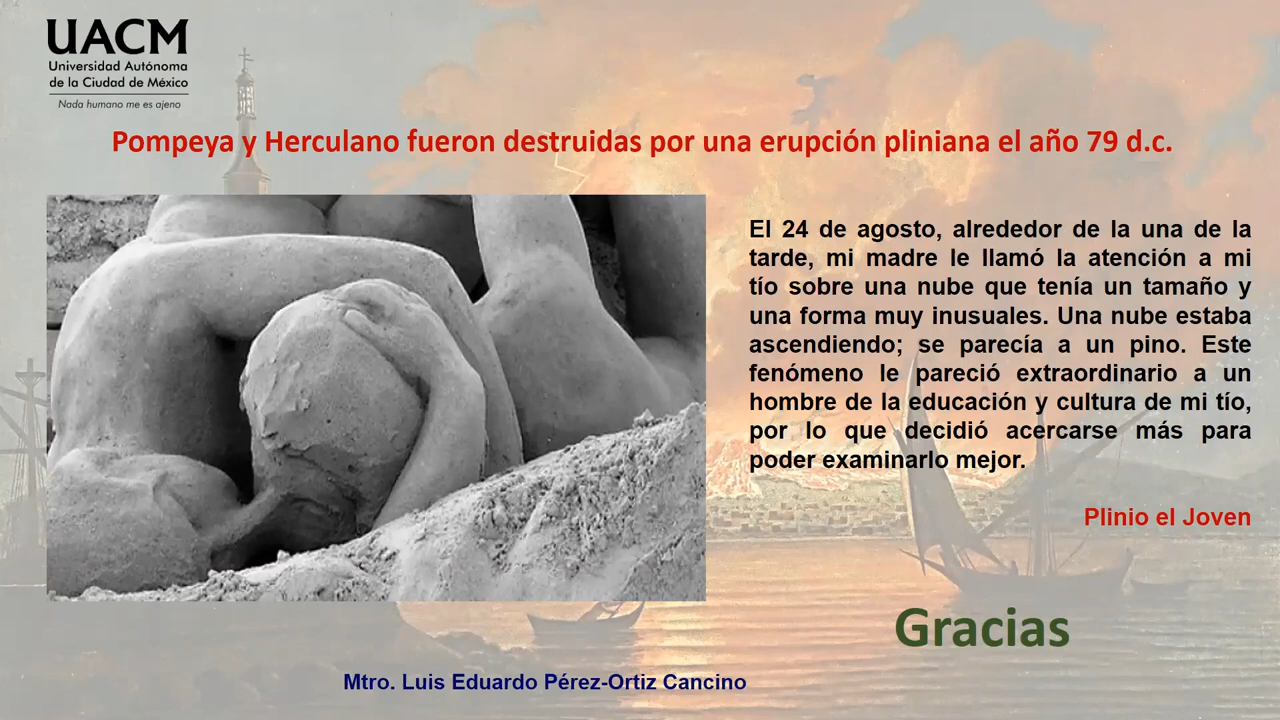 UACM
Universidad Autónoma
de la Ciudad de México
Nada humano me es ajeno
Pompeya y Herculano fueron destruidas por una erupción pliniana el año 79 d.c.
El 24 de agosto, alrededor de la una de la
tarde, mi madre le llamó la atención a mi
tío sobre una nube que tenía un tamaño y
una forma muy inusuales. Una nube estaba
ascendiendo; se parecía a un pino. Este
fenómeno le pareció extraordinario a un
hombre de la educación y cultura de mi tío,
por lo que decidió acercarse más para
poder examinarlo mejor.
Plinio el Joven
Gracias
Mtro. Luis Eduardo Pérez-Ortiz Cancino